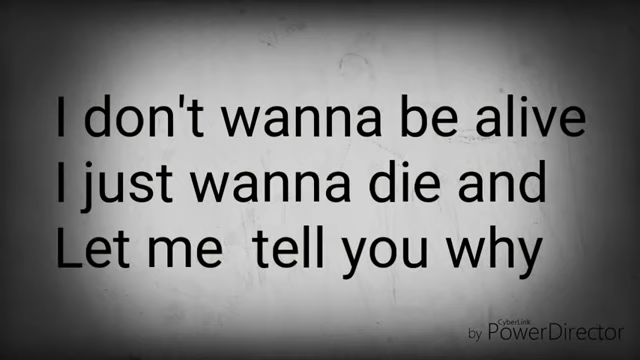 I don't wanna be alive
I just wanna die and
Let me tell you why
CyberLink
by PowerDirector